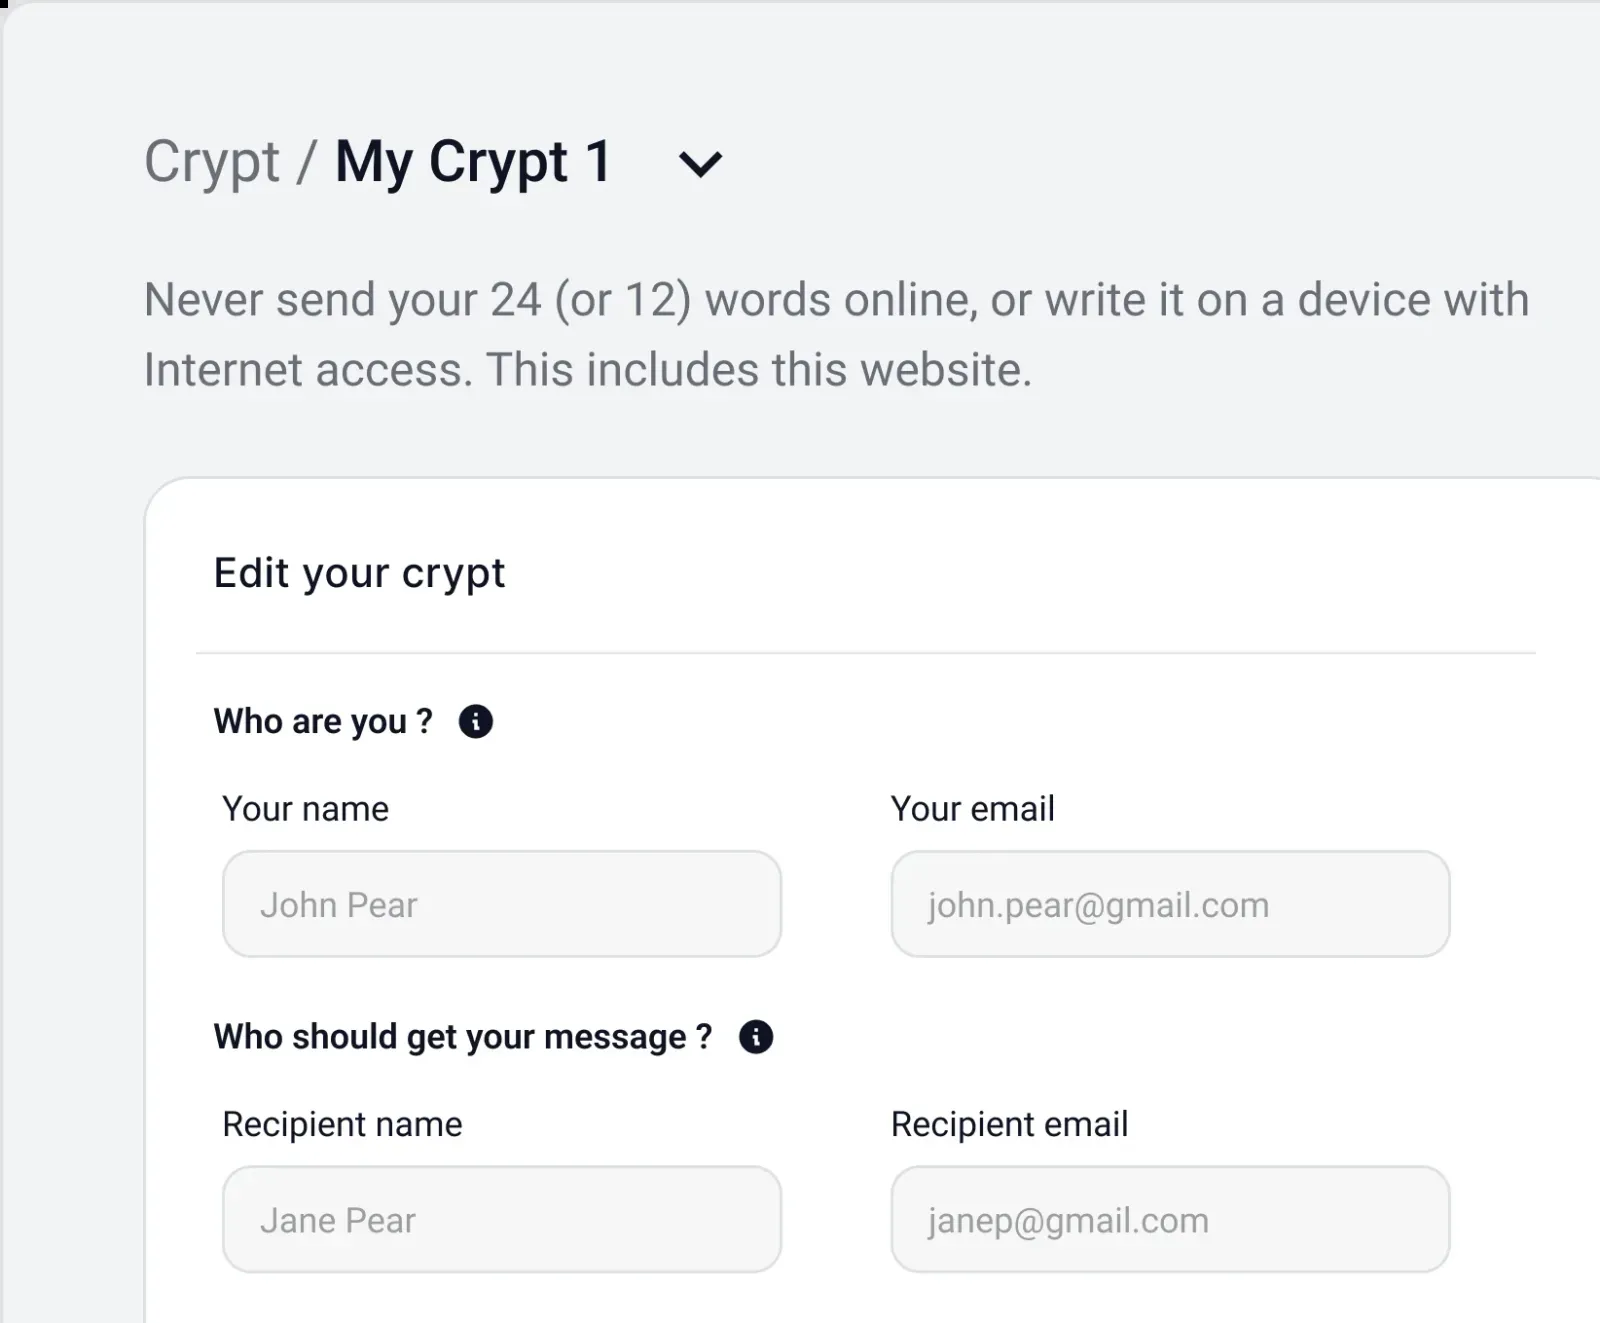 Crypt / My Crypt 1
Never send your 24 (or 12) words online, or write it on a device with
Internet access. This includes this website.
Edit your crypt
Who are you ?
Your name
Your email
John Pear
john.pear@gmail.com
Who should get your message ?
Recipient name
Recipient email
Jane Pear
janep@gmail.com